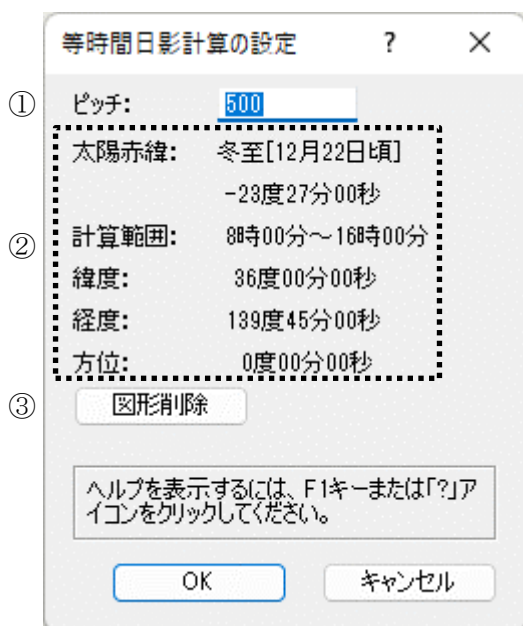 等時間日影計算の設定 ? ×
① ピッチ: 500
② 太陽赤緯: 冬至[12月22日頃]
-23度27分00秒
計算範囲: 8時00分～16時00分
緯度: 36度00分00秒
経度: 139度45分00秒
方位: 0度00分00秒
③ 図形削除
ヘルプを表示するには、F1キーまたは「?」ア
イコンをクリックしてください。
OK キャンセル